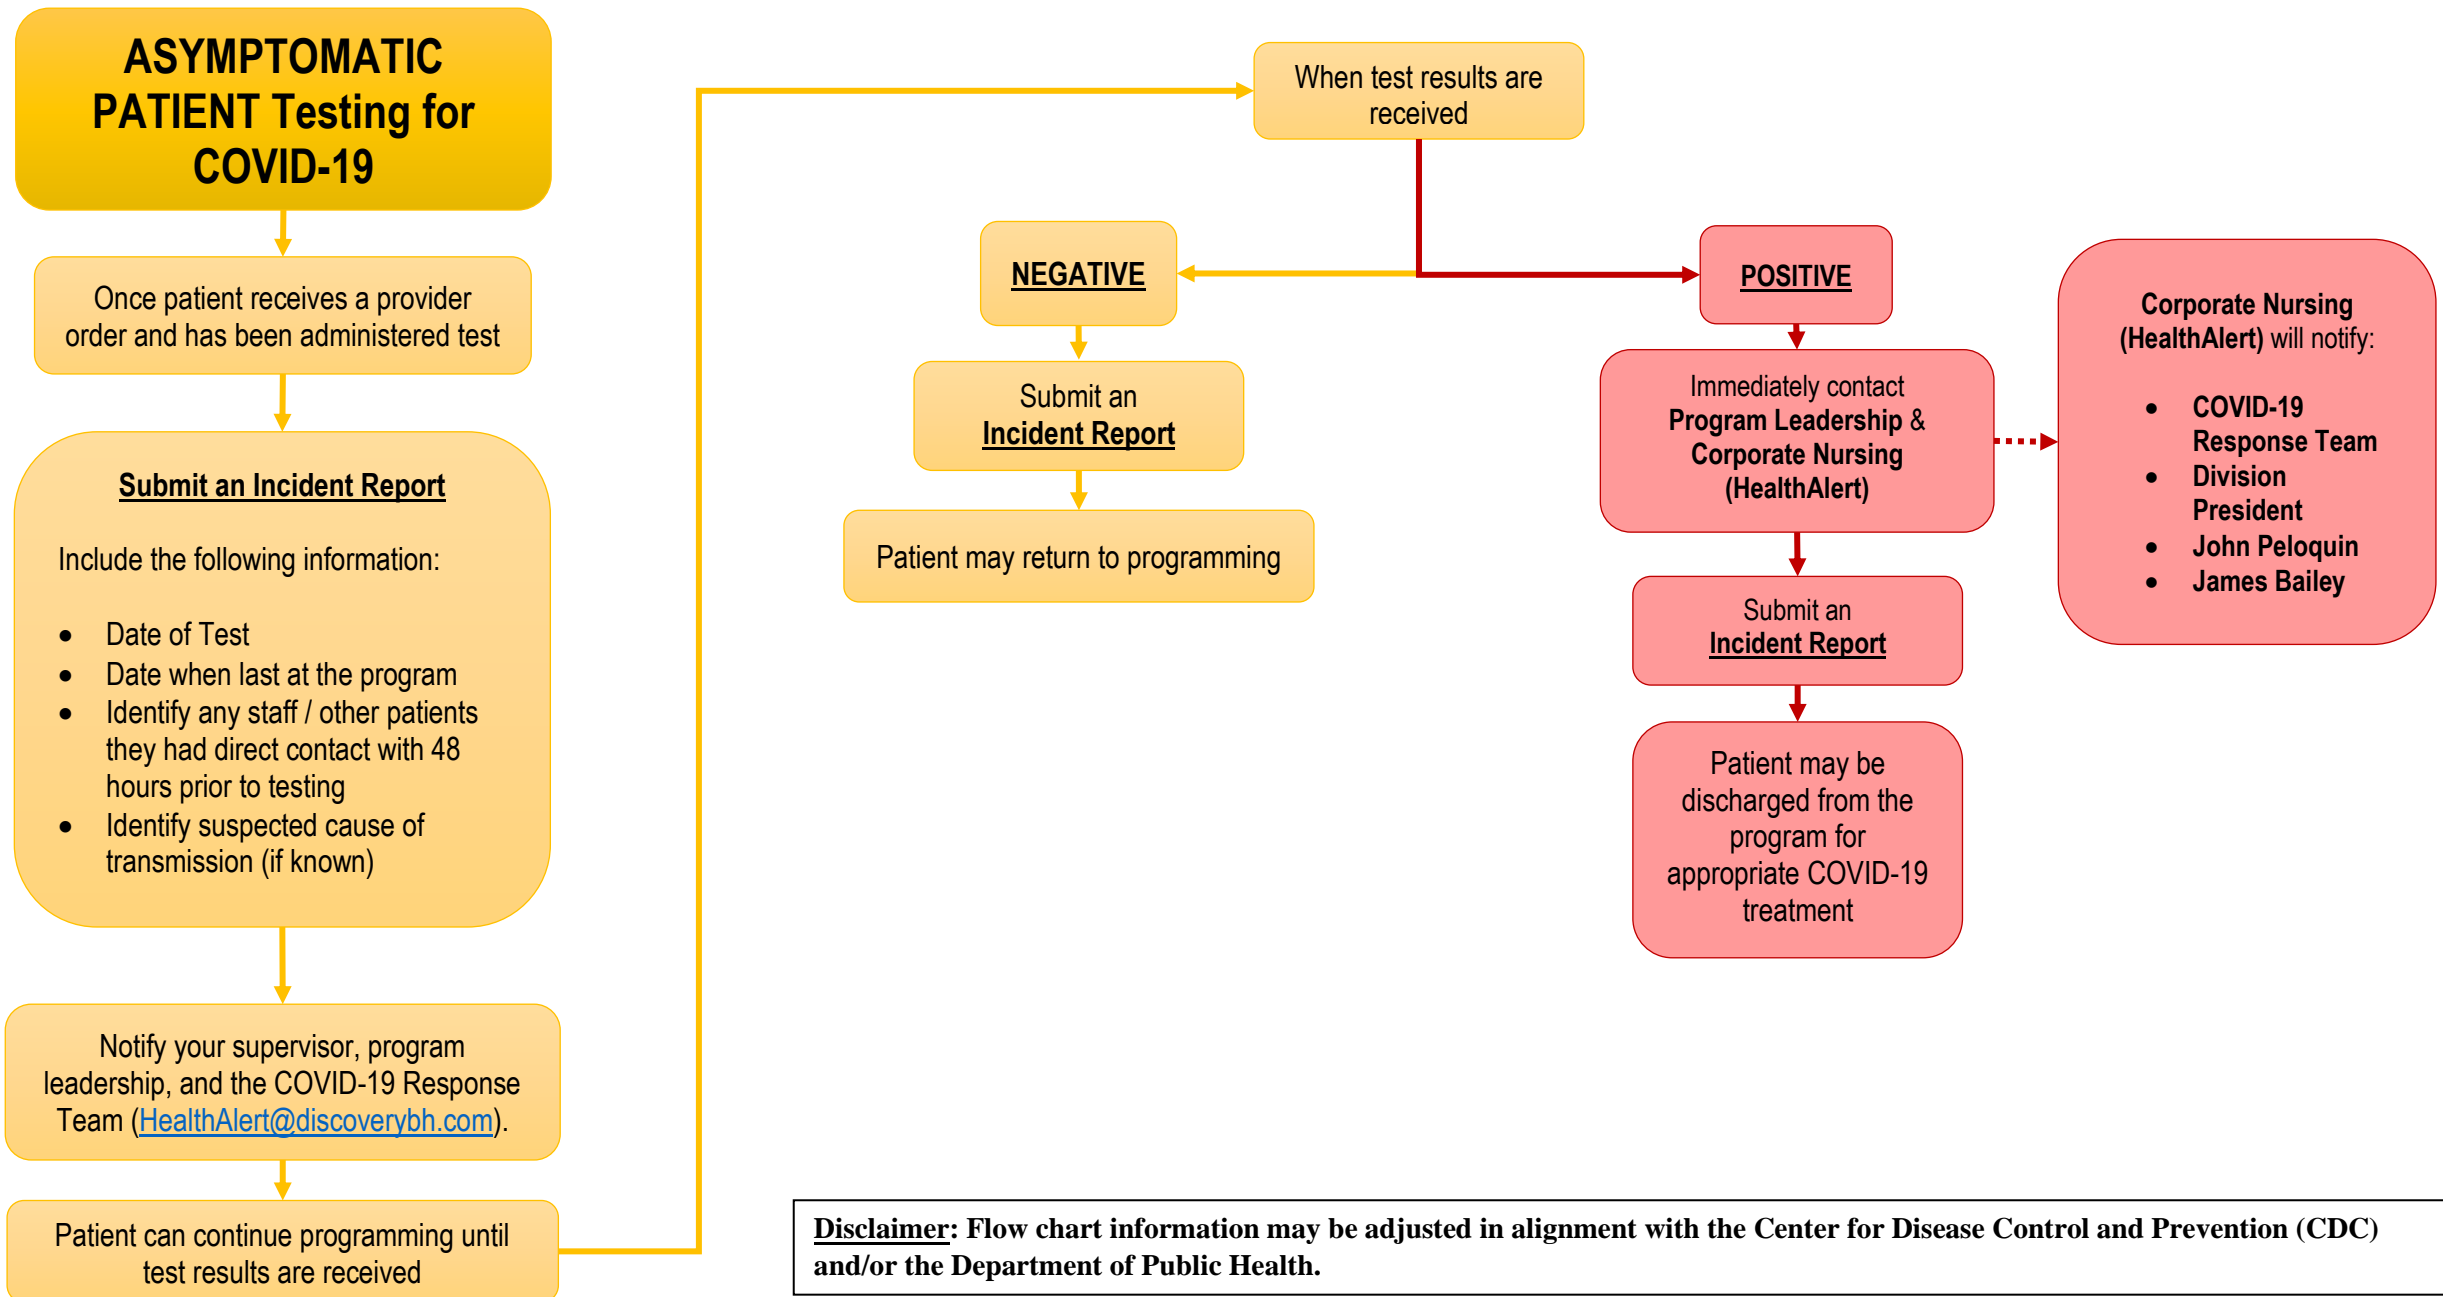 ASYMPTOMATIC
PATIENT Testing for
COVID-19
Once patient receives a provider
order and has been administered test
Submit an Incident Report
Include the following information:
• Date of Test
• Date when last at the program
• Identify any staff / other patients
they had direct contact with 48
hours prior to testing
• Identify suspected cause of
transmission (if known)
Notify your supervisor, program
leadership, and the COVID-19 Response
Team (HealthAlert@discoverybh.com).
Patient can continue programming until
test results are received
When test results are
received
NEGATIVE
Submit an
Incident Report
Patient may return to programming
POSITIVE
Immediately contact
Program Leadership &
Corporate Nursing
(HealthAlert)
Submit an
Incident Report
Patient may be
discharged from the
program for
appropriate COVID-19
treatment
Corporate Nursing
(HealthAlert) will notify:
• COVID-19
Response Team
• Division
President
• John Peloquin
• James Bailey
Disclaimer: Flow chart information may be adjusted in alignment with the Center for Disease Control and Prevention (CDC)
and/or the Department of Public Health.